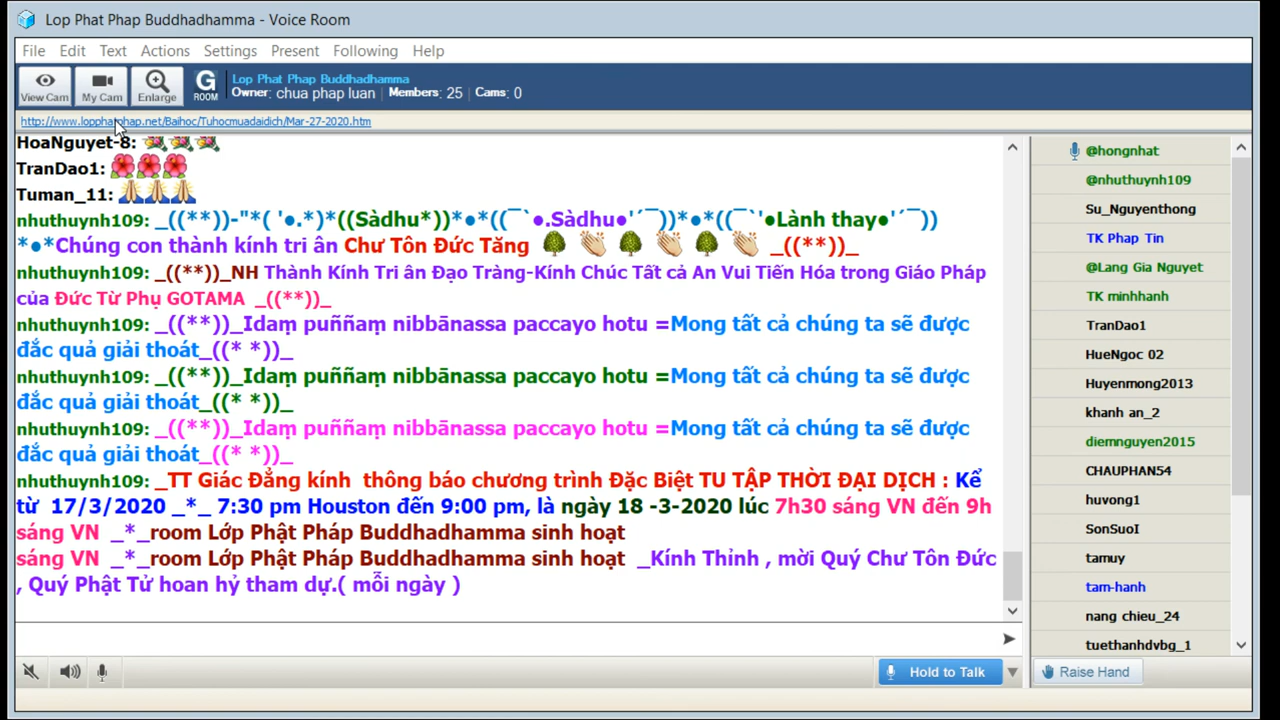 Lop Phat Phap Buddhadhamma - Voice Room
File Edit Text Actions Settings Present Following Help
View Cam My Cam Enlarge G ROOM
Lop Phat Phap Buddhadhamma
Owner: chua phap luan Members: 25 Cams: 0
http://www.lopphatphap.net/Baihoc/Tuhocmuadaidich/Mar-27-2020.htm
HoaNguyet-8:
TranDao1:
Tuman_11:
nhuthuynh109: _((**))-"*( '●.*)*((Sàdhu*))*●*((¯`●.Sàdhu●'´¯))*●*((¯`'●Lành thay●'´¯))
*●*Chúng con thành kính tri ân Chư Tôn Đức Tăng _((**))_
nhuthuynh109: _((**))_NH Thành Kính Tri ân Đạo Tràng-Kính Chúc Tất cả An Vui Tiến Hóa trong Giáo Pháp
của Đức Từ Phụ GOTAMA _((**))_
nhuthuynh109: _((**))_Idaṃ puññaṃ nibbānassa paccayo hotu =Mong tất cả chúng ta sẽ được
đắc quả giải thoát_((* *))_
nhuthuynh109: _((**))_Idaṃ puññaṃ nibbānassa paccayo hotu =Mong tất cả chúng ta sẽ được
đắc quả giải thoát_((* *))_
nhuthuynh109: _((**))_Idaṃ puññaṃ nibbānassa paccayo hotu =Mong tất cả chúng ta sẽ được
đắc quả giải thoát_((* *))_
nhuthuynh109: _TT Giác Đẳng kính thông báo chương trình Đặc Biệt TU TẬP THỜI ĐẠI DỊCH : Kể
từ 17/3/2020 _*_ 7:30 pm Houston đến 9:00 pm, là ngày 18 -3-2020 lúc 7h30 sáng VN đến 9h
sáng VN _*_room Lớp Phật Pháp Buddhadhamma sinh hoạt
sáng VN _*_room Lớp Phật Pháp Buddhadhamma sinh hoạt _Kính Thỉnh , mời Quý Chư Tôn Đức
, Quý Phật Tử hoan hỷ tham dự.( mỗi ngày )
@hongnhat
@nhuthuynh109
Su_Nguyenthong
TK Phap Tin
@Lang Gia Nguyet
TK minhhanh
TranDao1
HueNgoc 02
Huyenmong2013
khanh an_2
diemnguyen2015
CHAUPHAN54
huvong1
SonSuoI
tamuy
tam-hanh
nang chieu_24
tuethanhdvbg_1
Hold to Talk
Raise Hand